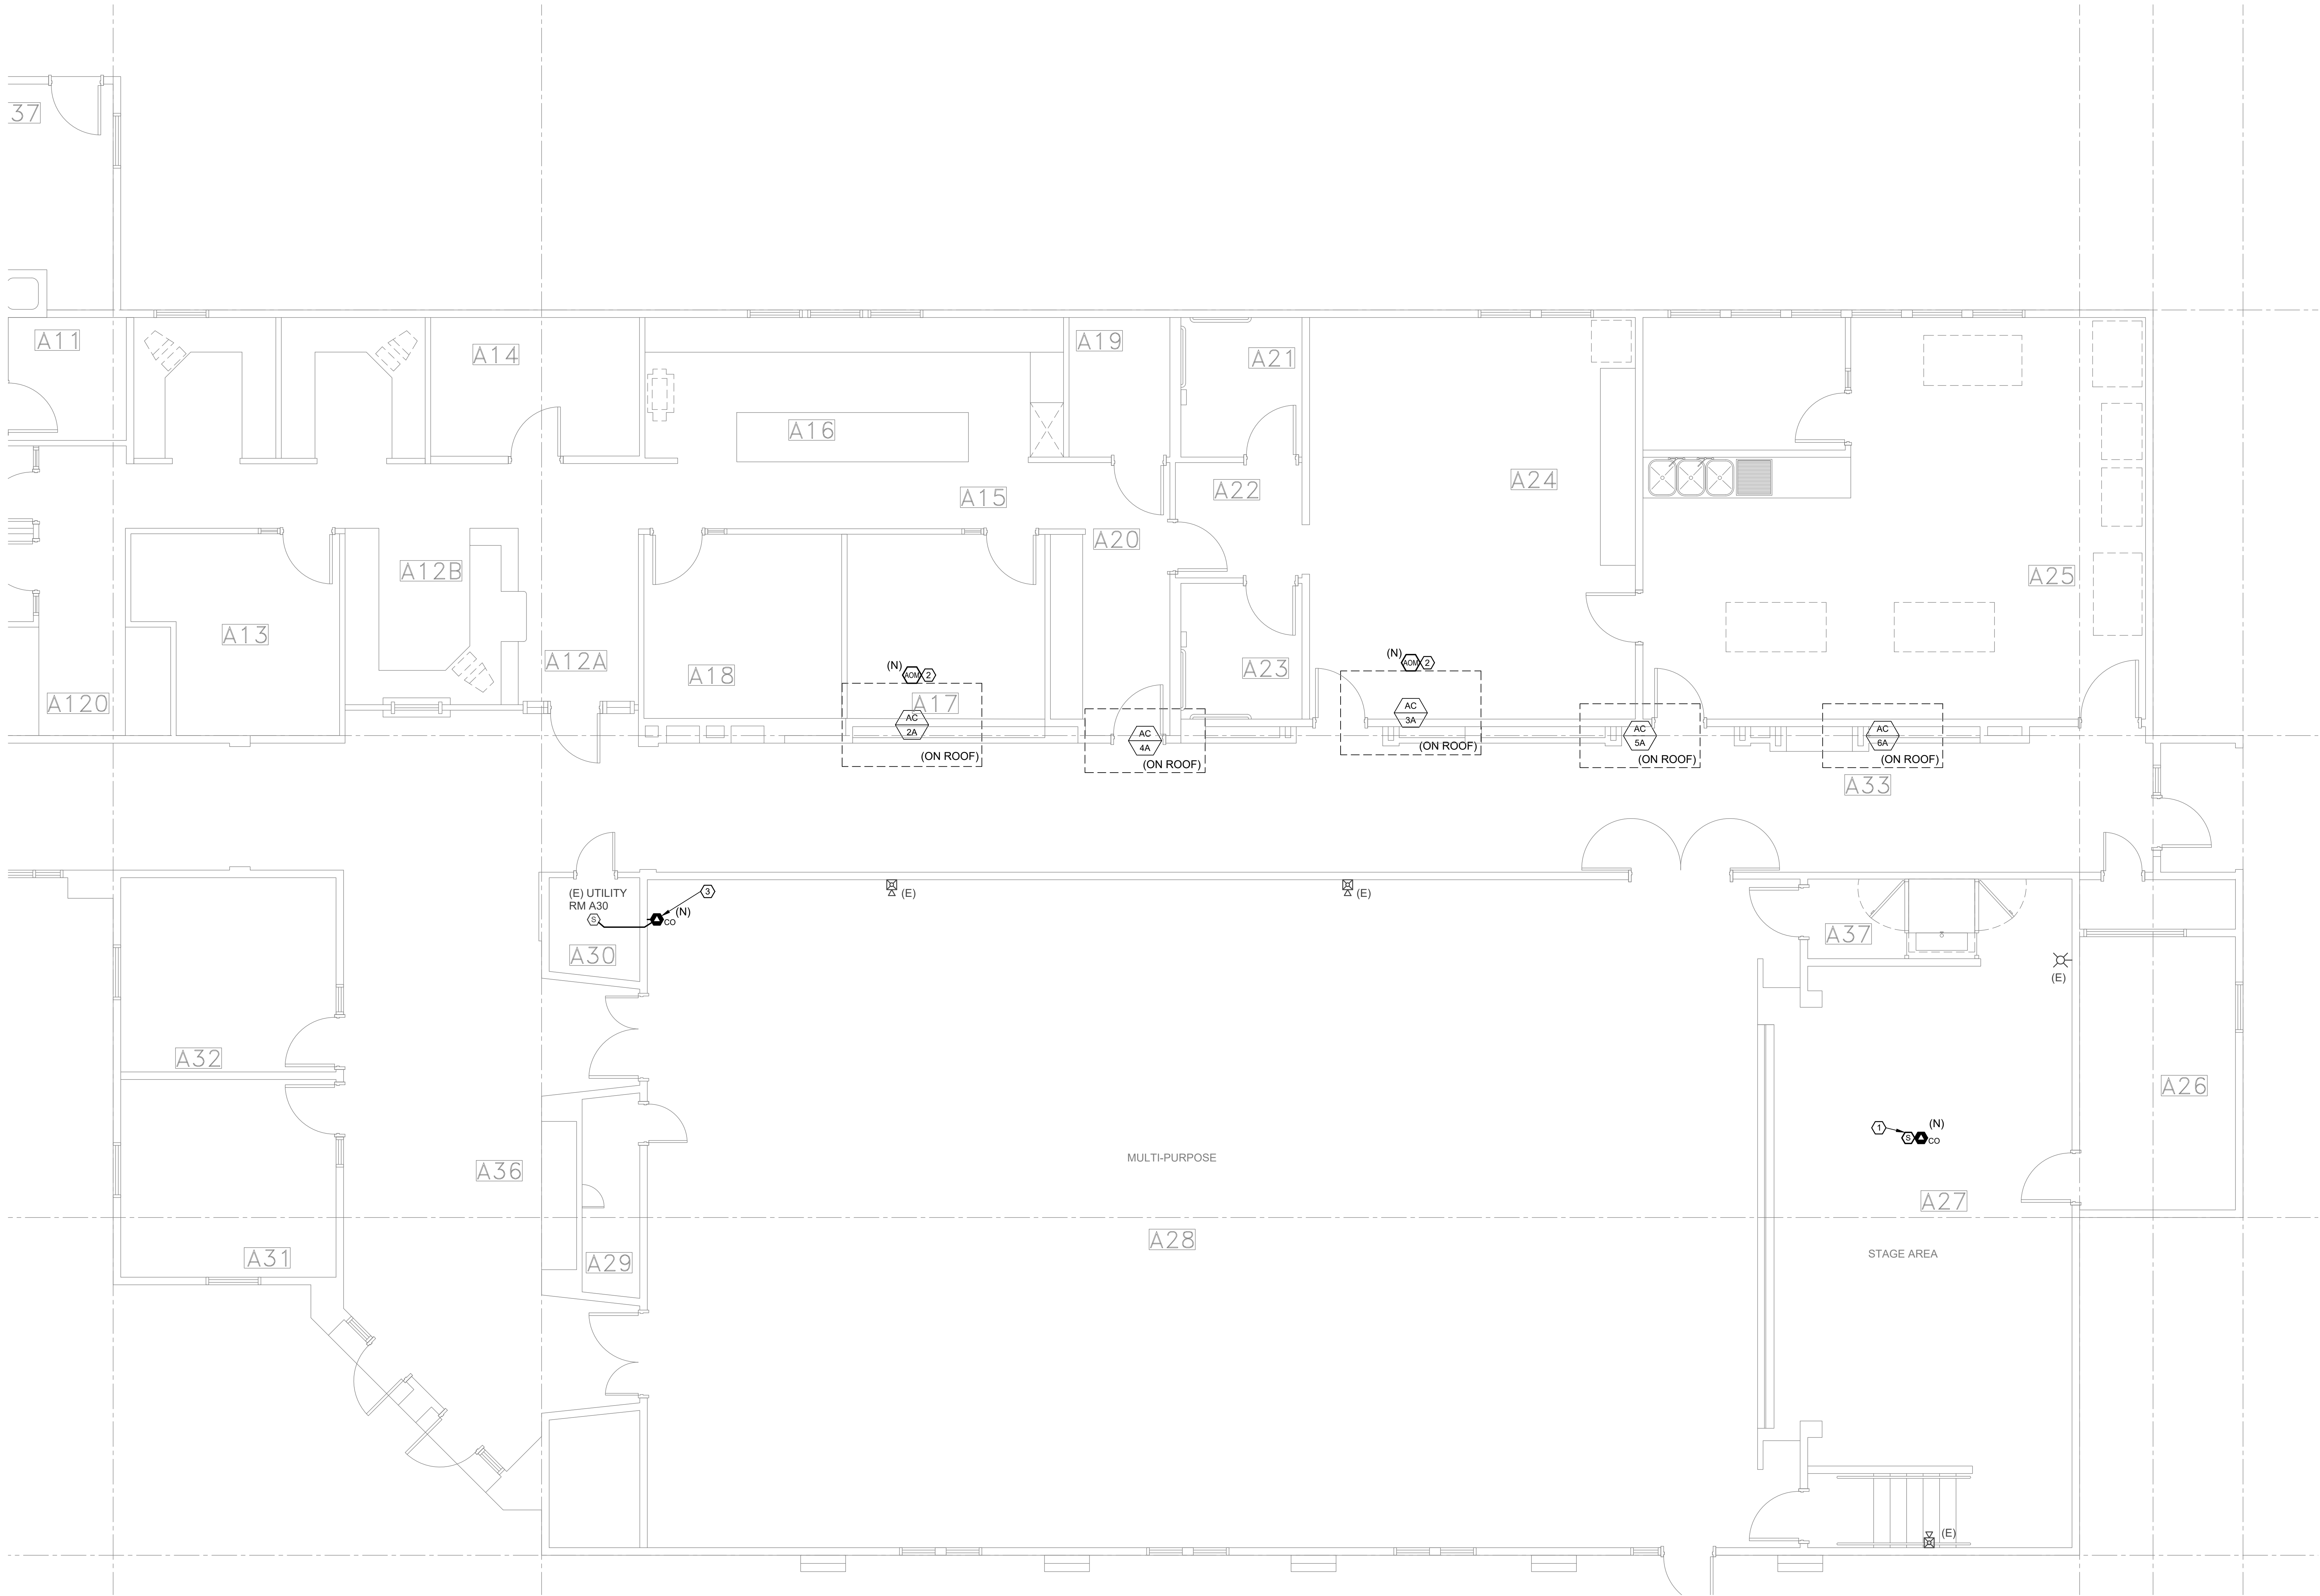 37
A11
A14
A19
A21
A16
A15
A22
A24
A20
A12B
A25
A13
A12A
A18
A23
A120
A17
(N)
AOM
2
(N)
AOM
2
AC
2A
(ON ROOF)
AC
4A
(ON ROOF)
AC
3A
(ON ROOF)
AC
5A
(ON ROOF)
AC
6A
(ON ROOF)
A33
(E) UTILITY
RM A30
S
3
(N)
CO
A30
(E)
(E)
A37
(E)
A32
A26
1
S
(N)
CO
A36
MULTI-PURPOSE
A27
A28
STAGE AREA
A31
A29
(E)